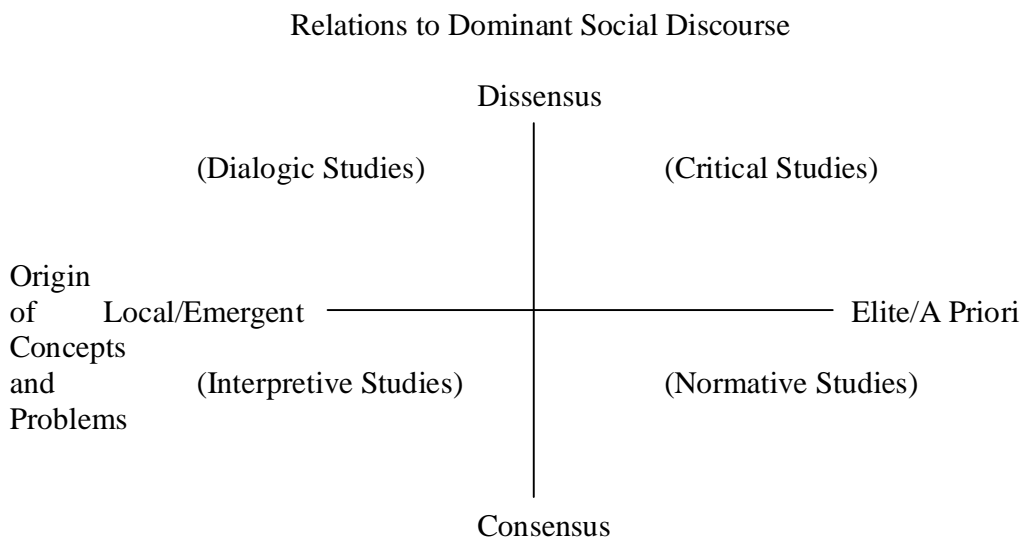 Relations to Dominant Social Discourse
Dissensus
(Dialogic Studies) (Critical Studies)
Origin
of Local/Emergent Elite/A Priori
Concepts
and (Interpretive Studies) (Normative Studies)
Problems
Consensus